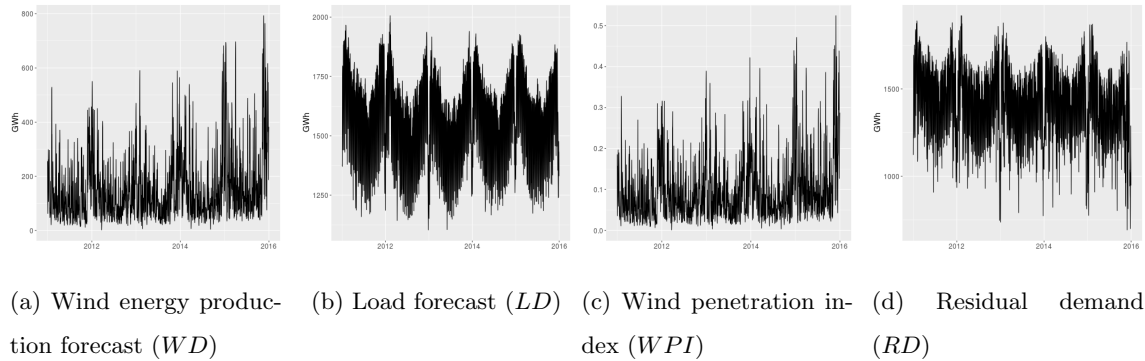 800
600
400
200
0
GWh
2012
2014
2016
2000
1750
1500
1250
GWh
2012
2014
2016
0.5
0.4
0.3
0.2
0.1
0.0
2012
2014
2016
1500
1000
GWh
2012
2014
2016
(a) Wind energy produc-
tion forecast (WD)
(b) Load forecast (LD)
(c) Wind penetration in-
dex (WPI)
(d) Residual demand
(RD)